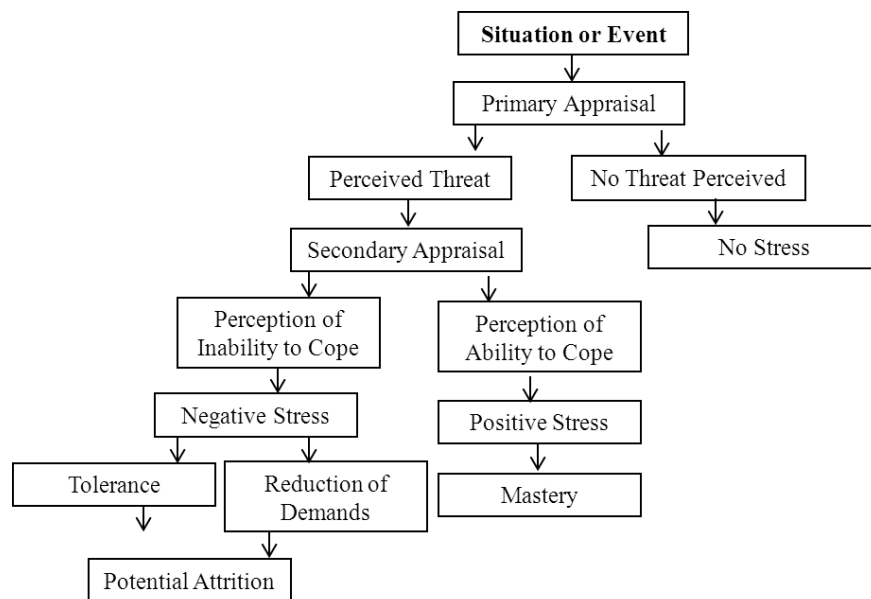 Situation or Event
Primary Appraisal
Perceived Threat
No Threat Perceived
Secondary Appraisal
No Stress
Perception of
Inability to Cope
Perception of
Ability to Cope
Negative Stress
Positive Stress
Tolerance
Reduction of
Demands
Mastery
Potential Attrition